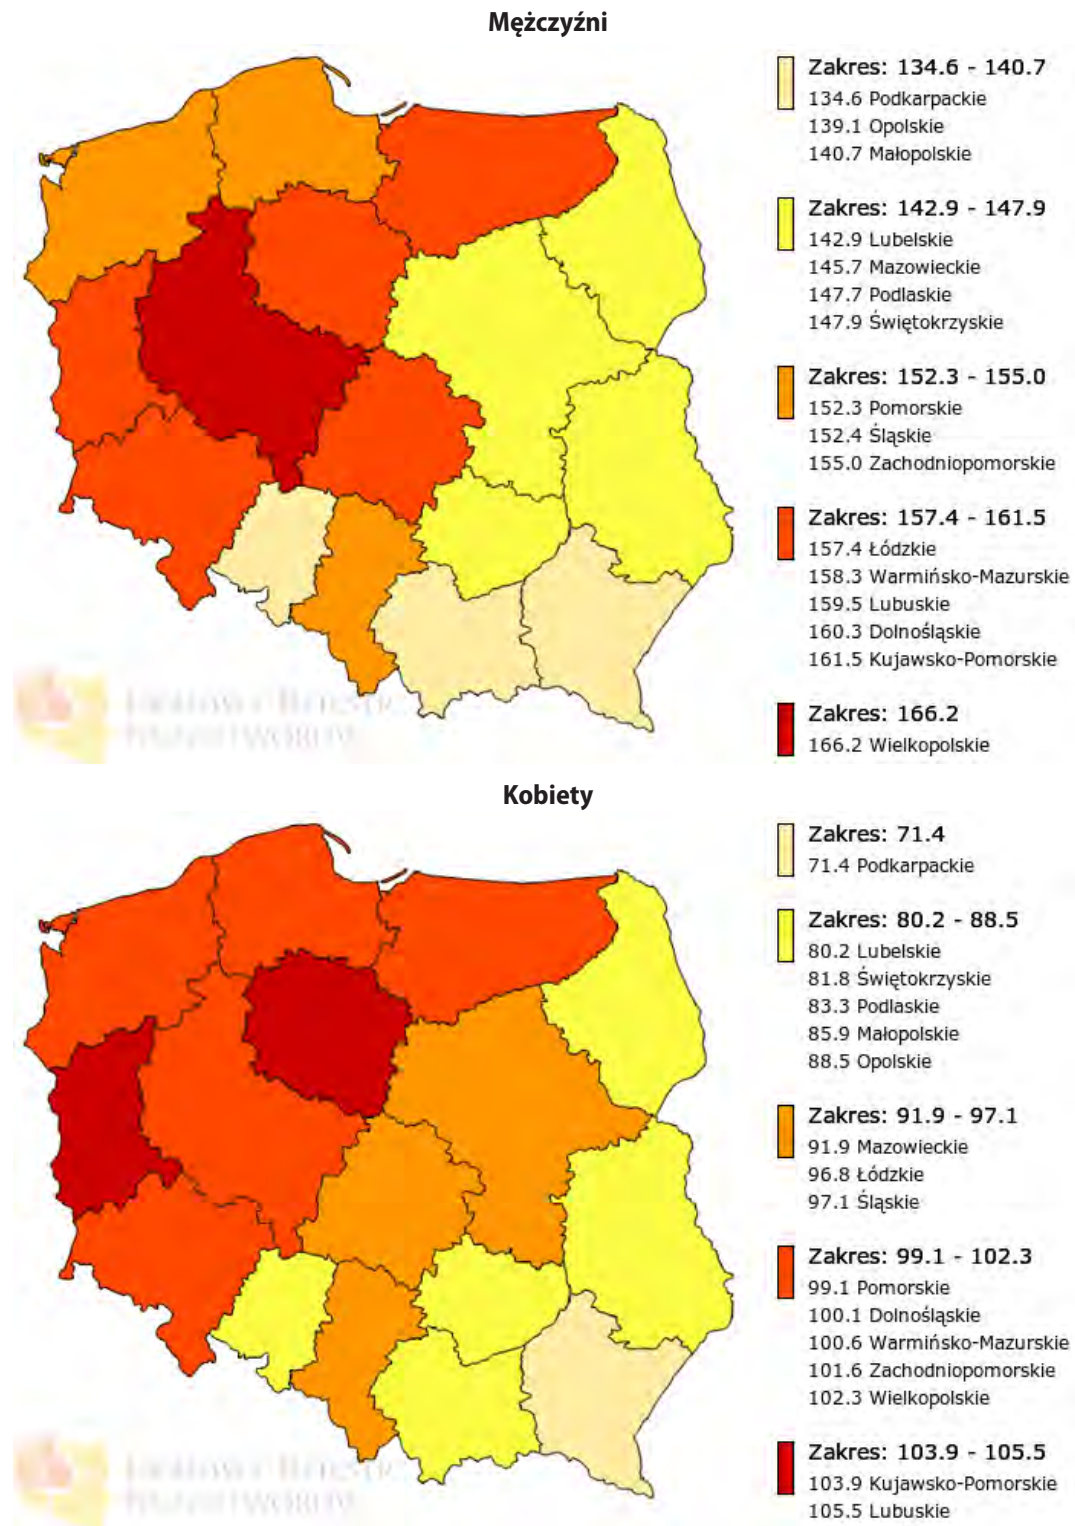 Mężczyźni
Zakres: 134.6 - 140.7
134.6 Podkarpackie
139.1 Opolskie
140.7 Małopolskie
Zakres: 142.9 - 147.9
142.9 Lubelskie
145.7 Mazowieckie
147.7 Podlaskie
147.9 Świętokrzyskie
Zakres: 152.3 - 155.0
152.3 Pomorskie
152.4 Śląskie
155.0 Zachodniopomorskie
Zakres: 157.4 - 161.5
157.4 Łódzkie
158.3 Warmińsko-Mazurskie
159.5 Lubuskie
160.3 Dolnośląskie
161.5 Kujawsko-Pomorskie
Zakres: 166.2
166.2 Wielkopolskie
Kobiety
Zakres: 71.4
71.4 Podkarpackie
Zakres: 80.2 - 88.5
80.2 Lubelskie
81.8 Świętokrzyskie
83.3 Podlaskie
85.9 Małopolskie
88.5 Opolskie
Zakres: 91.9 - 97.1
91.9 Mazowieckie
96.8 Łódzkie
97.1 Śląskie
Zakres: 99.1 - 102.3
99.1 Pomorskie
100.1 Dolnośląskie
100.6 Warmińsko-Mazurskie
101.6 Zachodniopomorskie
102.3 Wielkopolskie
Zakres: 103.9 - 105.5
103.9 Kujawsko-Pomorskie
105.5 Lubuskie